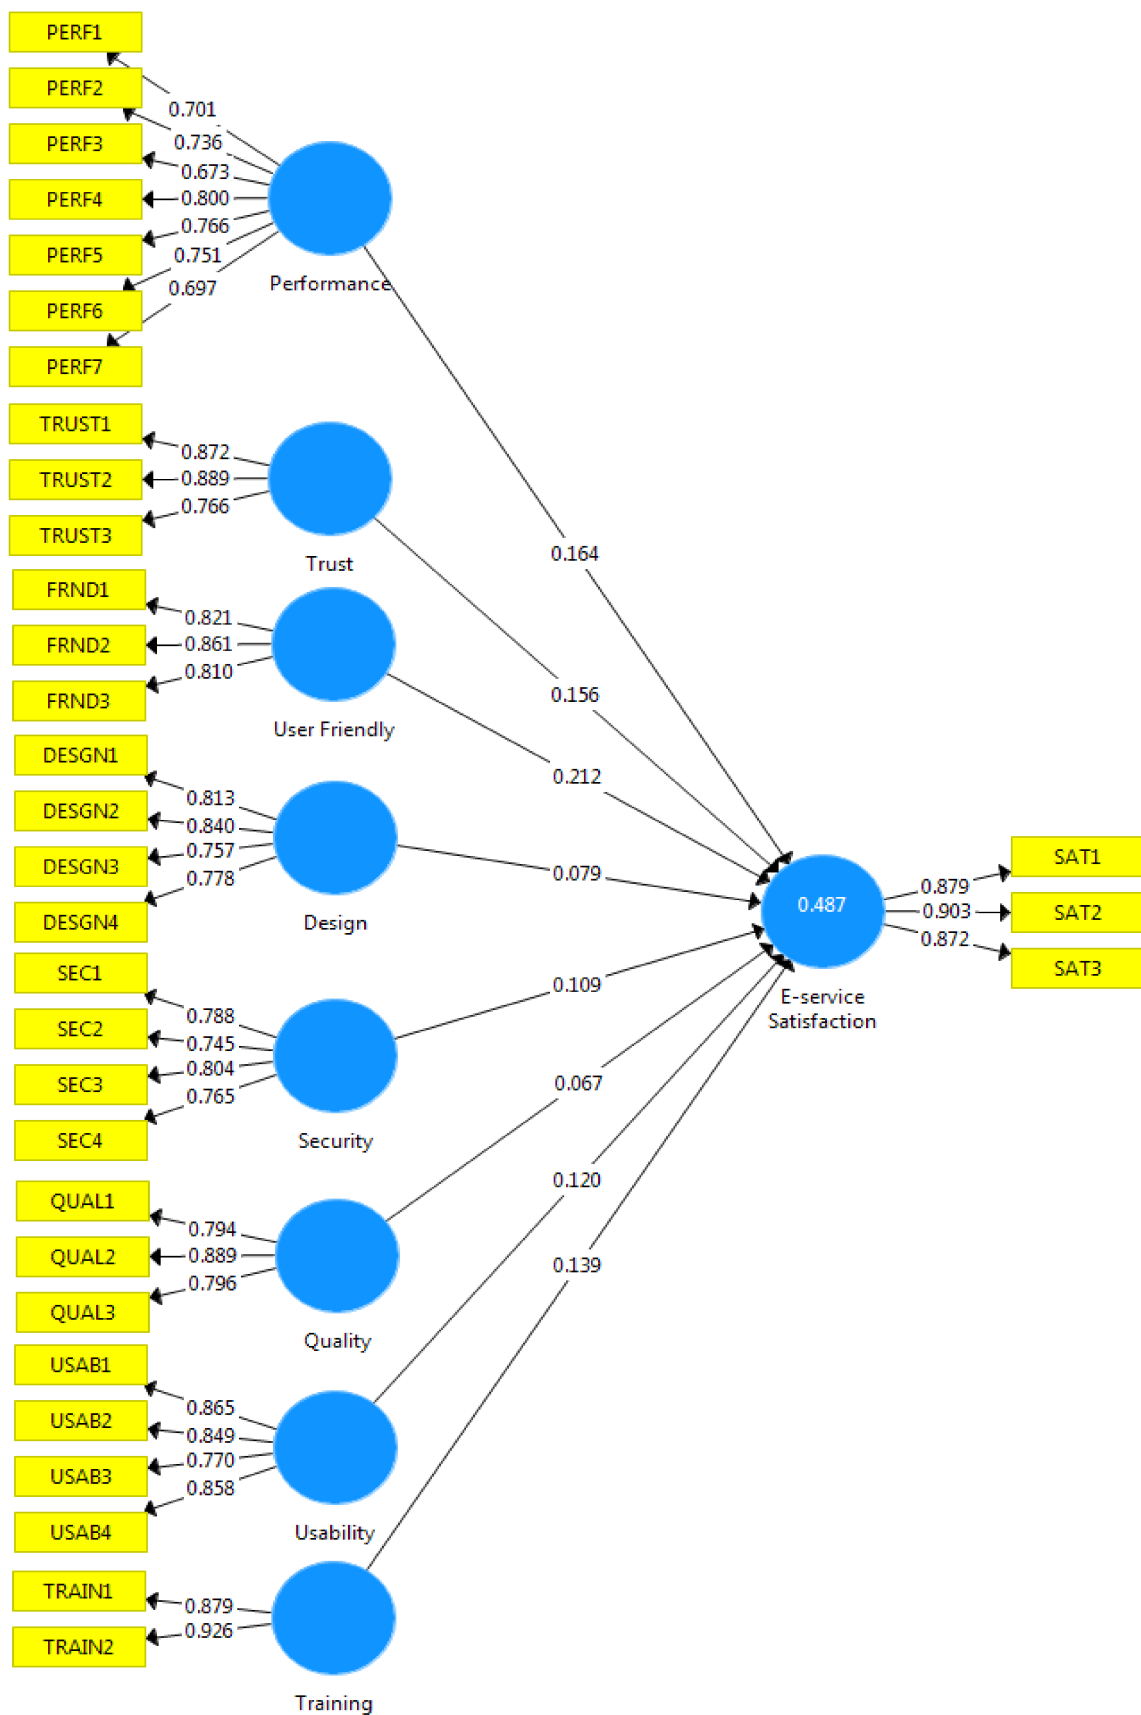 PERF1
PERF2
PERF3
PERF4
PERF5
PERF6
PERF7
0.701
0.736
0.673
0.800
0.766
0.751
0.697
Performance
TRUST1
TRUST2
TRUST3
0.872
0.889
0.766
Trust
FRND1
FRND2
FRND3
0.821
0.861
0.810
User Friendly
DESGN1
DESGN2
DESGN3
DESGN4
0.813
0.840
0.757
0.778
Design
SEC1
SEC2
SEC3
SEC4
0.788
0.745
0.804
0.765
Security
QUAL1
QUAL2
QUAL3
0.794
0.889
0.796
Quality
USAB1
USAB2
USAB3
USAB4
0.865
0.849
0.770
0.858
Usability
TRAIN1
TRAIN2
0.879
0.926
Training
0.164
0.156
0.212
0.079
0.109
0.067
0.120
0.139
0.487
E-service
Satisfaction
0.879
0.903
0.872
SAT1
SAT2
SAT3